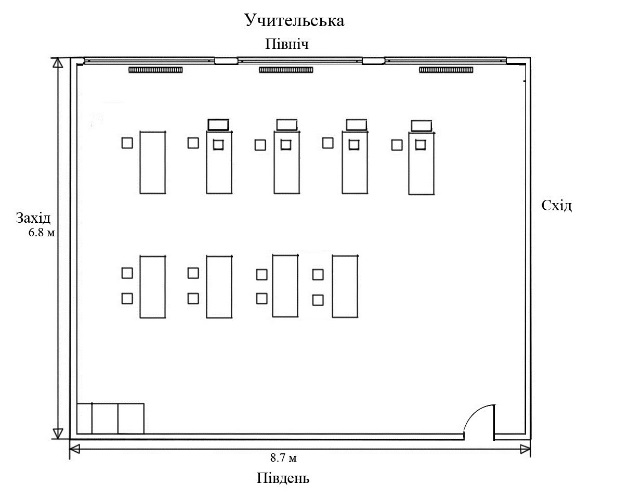 Учительська
Північ
Захід
6.8 м
Схід
8.7 м
Південь